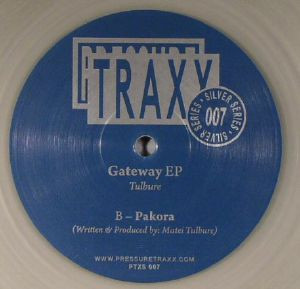 PRESSURE
TRAXX
SILVER SERIES • SILVER SERIES •
007
Gateway EP
Tulbure
B – Pakora
(Written & Produced by: Matei Tulbure)
WWW.PRESSURETRAXX.COM
PTXS 007